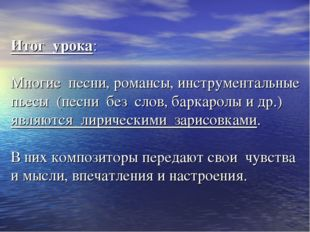 Итог урока:
Многие песни, романсы, инструментальные
пьесы (песни без слов, баркаролы и др.)
являются лирическими зарисовками.
В них композиторы передают свои чувства
и мысли, впечатления и настроения.